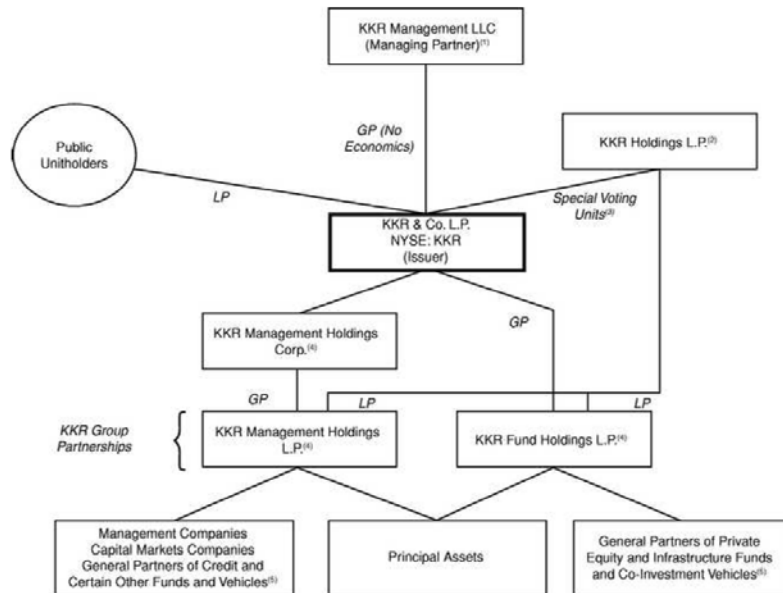 KKR Management LLC
(Managing Partner)(1)
GP (No
Economics)
Public
Unitholders
KKR Holdings L.P.(2)
LP
Special Voting
Units(3)
KKR & Co. L.P.
NYSE: KKR
(Issuer)
KKR Management Holdings
Corp.(4)
GP
GP
LP
LP
KKR Group
Partnerships
KKR Management Holdings
L.P.(4)
KKR Fund Holdings L.P.(4)
Management Companies
Capital Markets Companies
General Partners of Credit and
Certain Other Funds and Vehicles(5)
Principal Assets
General Partners of Private
Equity and Infrastructure Funds
and Co-Investment Vehicles(5)